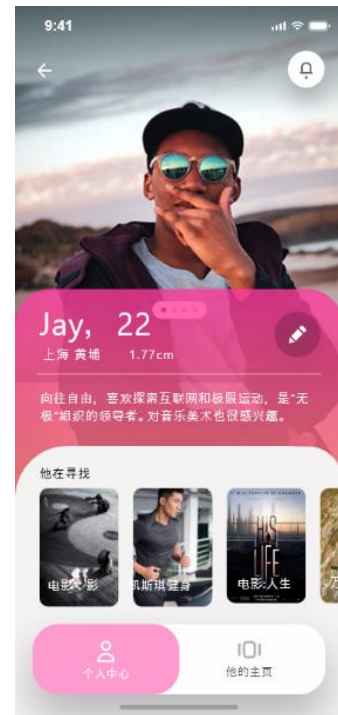 9:41
Jay, 22
上海 黄埔 1.77cm
向往自由，喜欢探索互联网和极限运动，是“无
极”组织的领导者。对音乐美术也很感兴趣。
他在寻找
HIS
LIFE
电影
影
凯斯琪健身
电影:人生
万
个人中心
他的主页